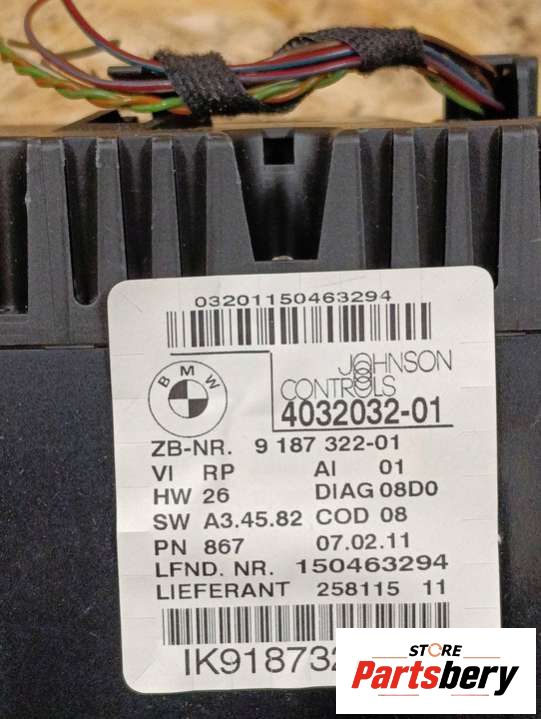 03201150463294
BMW
JOHNSON
CONTROLS
4032032-01
ZB-NR. 9 187 322-01
VI RP AI 01
HW 26 DIAG 08D0
SW A3.45.82 COD 08
PN 867 07.02.11
LFND. NR. 150463294
LIEFERANT 258115 11
STORE
Partsbery